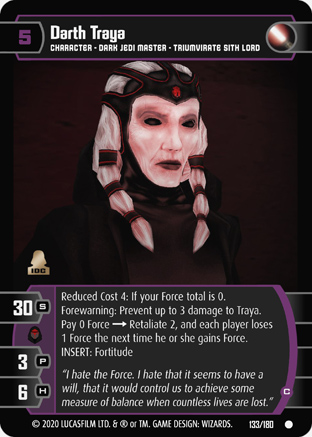 5 Darth Traya
CHARACTER - DARK JEDI MASTER - TRIUMVIRATE SITH LORD
IDC
30 S
3 P
6 H
Reduced Cost 4: If your Force total is 0.
Forewarning: Prevent up to 3 damage to Traya.
Pay 0 Force → Retaliate 2, and each player loses
1 Force the next time he or she gains Force.
INSERT: Fortitude
“I hate the Force. I hate that it seems to have a
will, that it would control us to achieve some
measure of balance when countless lives are lost.”
C
© 2020 LUCASFILM LTD. & ® or TM. GAME DESIGN: WIZARDS. 133/180